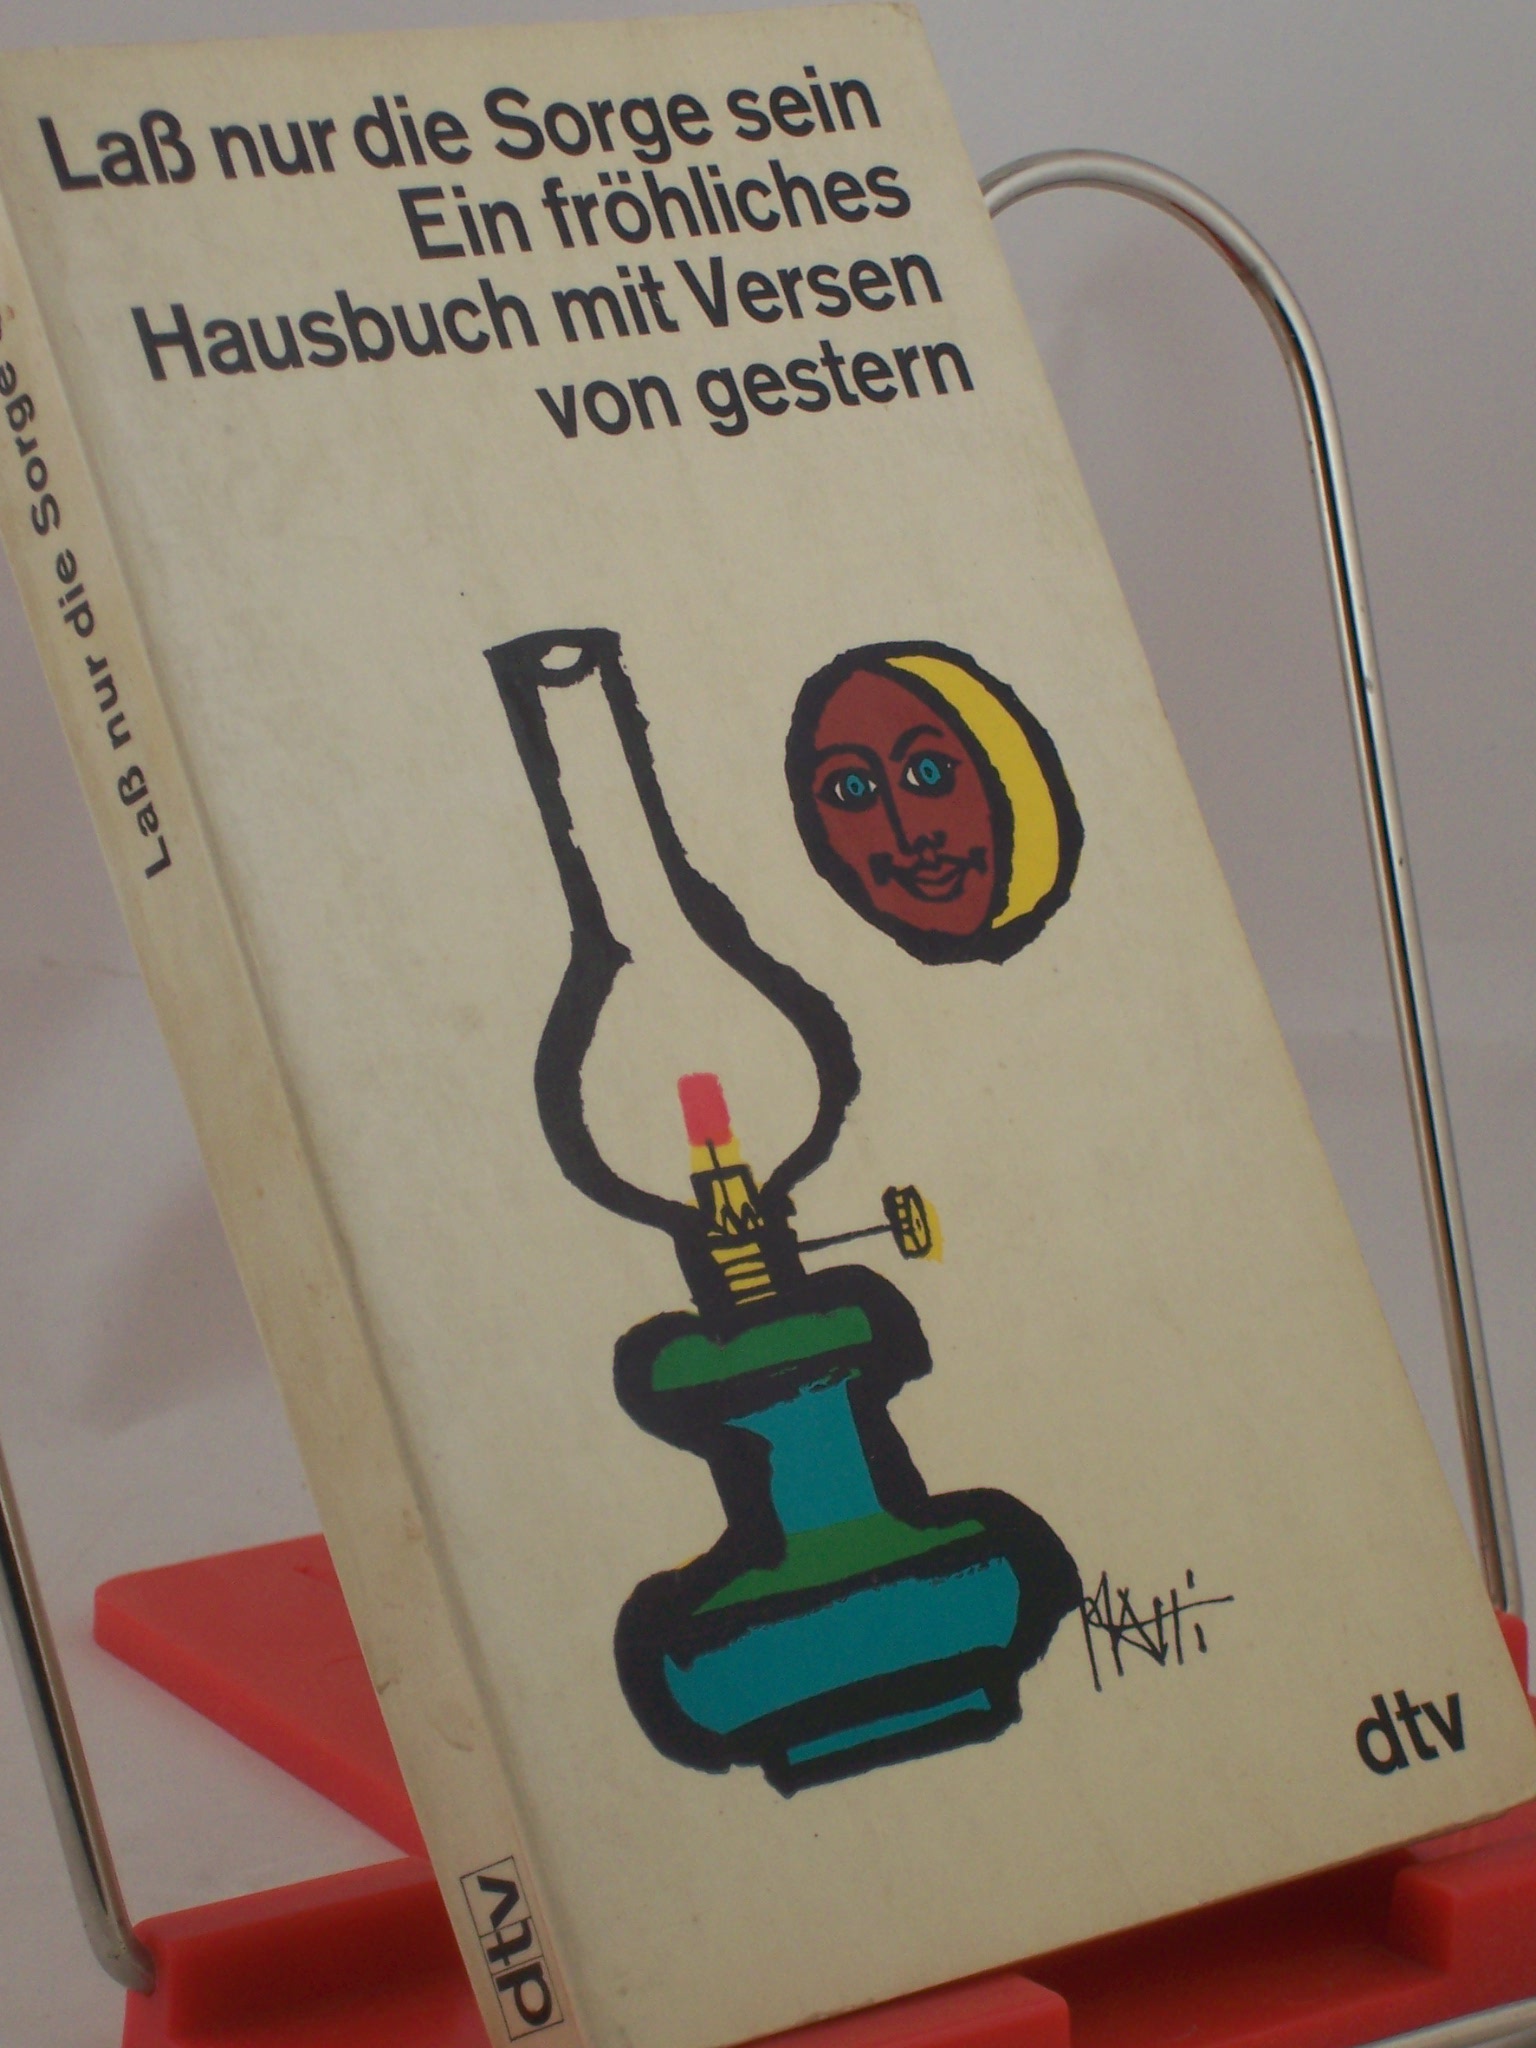 Laß nur die Sorge sein
Ein fröhliches
Hausbuch mit Versen
von gestern
dtv
Laß nur die Sorge
dtv